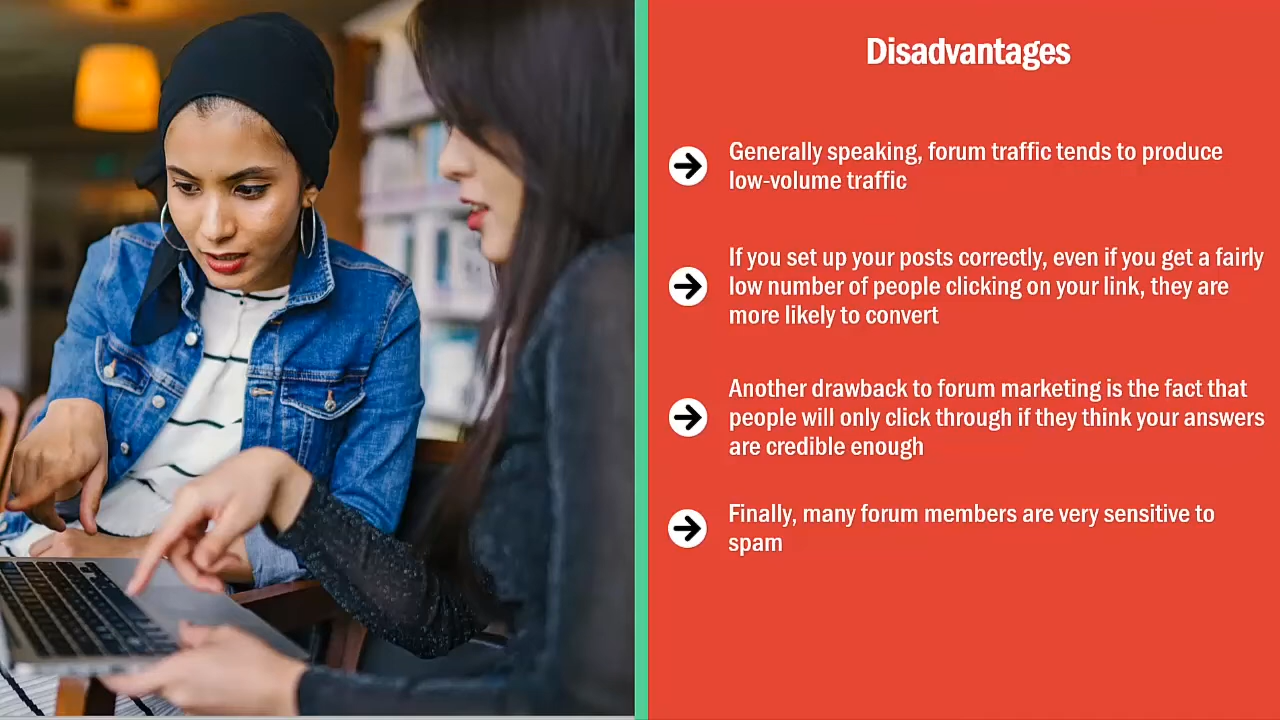 Disadvantages
Generally speaking, forum traffic tends to produce
low-volume traffic
If you set up your posts correctly, even if you get a fairly
low number of people clicking on your link, they are
more likely to convert
Another drawback to forum marketing is the fact that
people will only click through if they think your answers
are credible enough
Finally, many forum members are very sensitive to
spam